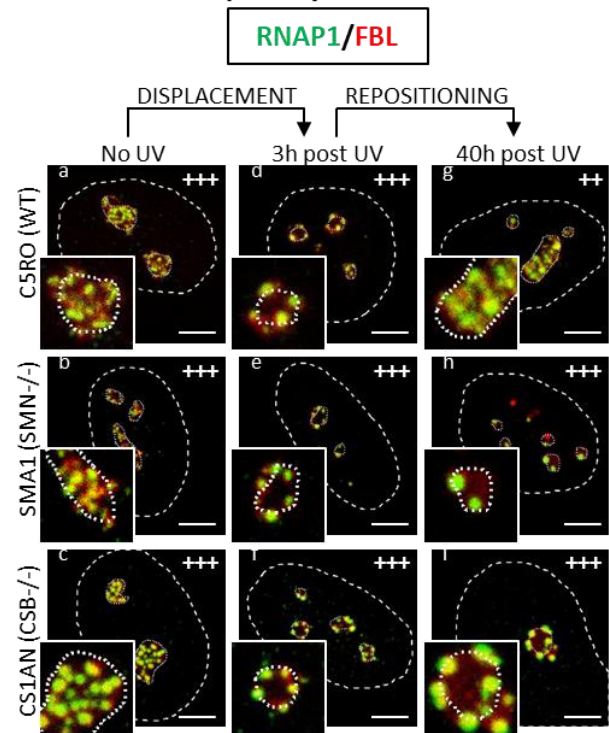 RNAP1/FBL
DISPLACEMENT REPOSITIONING
No UV 3h post UV 40h post UV
C5RO (WT)
a +++ d +++ g ++
SMA1 (SMN-/-)
b +++ e +++ h +++
CS1AN (CSB-/-)
c +++ f +++ i +++